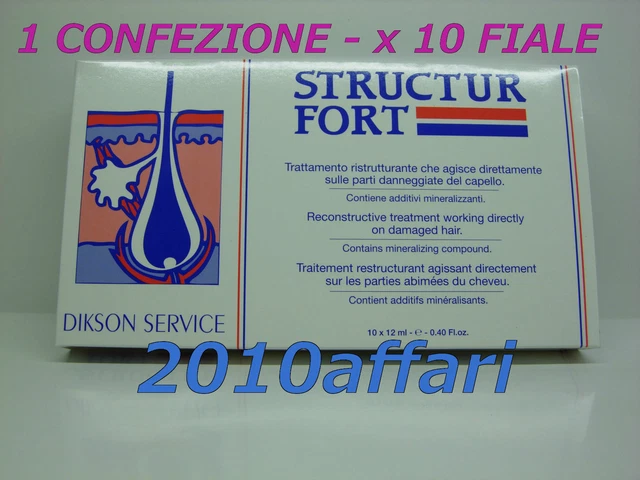 1 CONFEZIONE - x 10 FIALE
STRUCTUR
FORT
Trattamento ristrutturante che agisce direttamente
sulle parti danneggiate del capello.
Contiene additivi mineralizzanti.
Reconstructive treatment working directly
on damaged hair.
Contains mineralizing compound.
Traitement restructurant agissant directement
sur les parties abimées du cheveu.
Contient additifs minéralisants.
10 x 12 ml - ℮ - 0.40 Fl.oz.
DIKSON SERVICE
2010affari